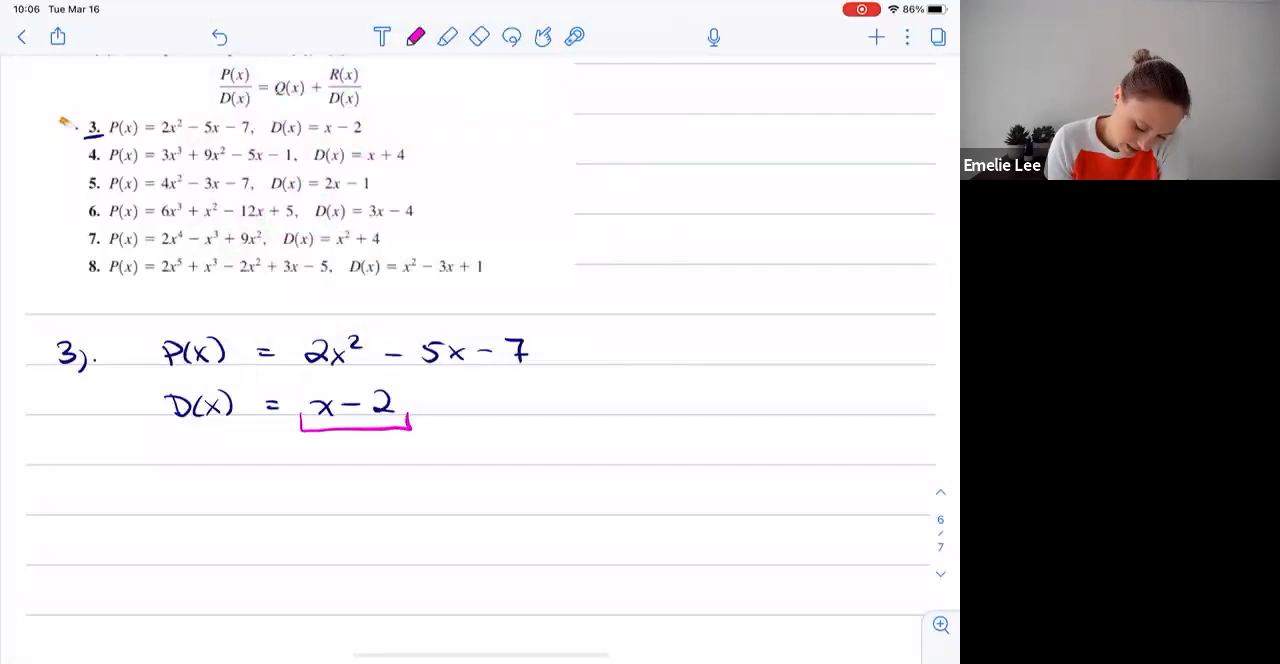 10:06 Tue Mar 16
86%
T
P(x)/D(x) = Q(x) + R(x)/D(x)
3. P(x) = 2x² − 5x − 7, D(x) = x − 2
4. P(x) = 3x³ + 9x² − 5x − 1, D(x) = x + 4
5. P(x) = 4x² − 3x − 7, D(x) = 2x − 1
6. P(x) = 6x³ + x² − 12x + 5, D(x) = 3x − 4
7. P(x) = 2x⁴ − x³ + 9x², D(x) = x² + 4
8. P(x) = 2x⁵ + x³ − 2x² + 3x − 5, D(x) = x² − 3x + 1
3). P(x) = 2x² − 5x − 7
D(x) = x − 2
6
/
7
Emelie Lee